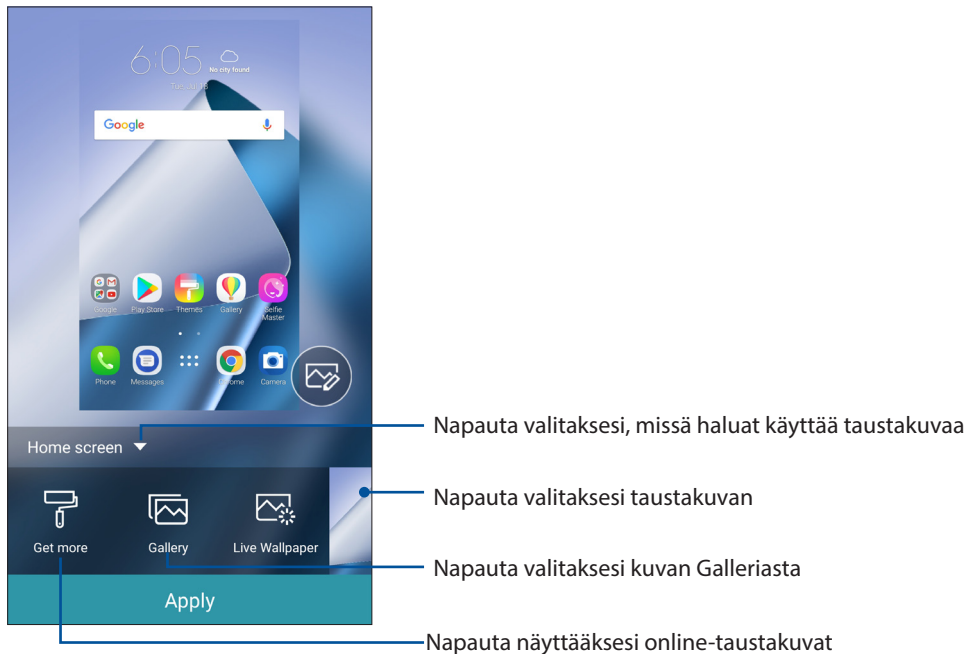 6:05
No city found
Google
Google
Play Store
Themes
Gallery
Selfie
Master
Phone
Messages
Camera
Napauta valitaksesi, missä haluat käyttää taustakuvaa
Home screen
Napauta valitaksesi taustakuvan
Get more
Gallery
Live Wallpaper
Napauta valitaksesi kuvan Galleriasta
Apply
Napauta näyttääksesi online-taustakuvat